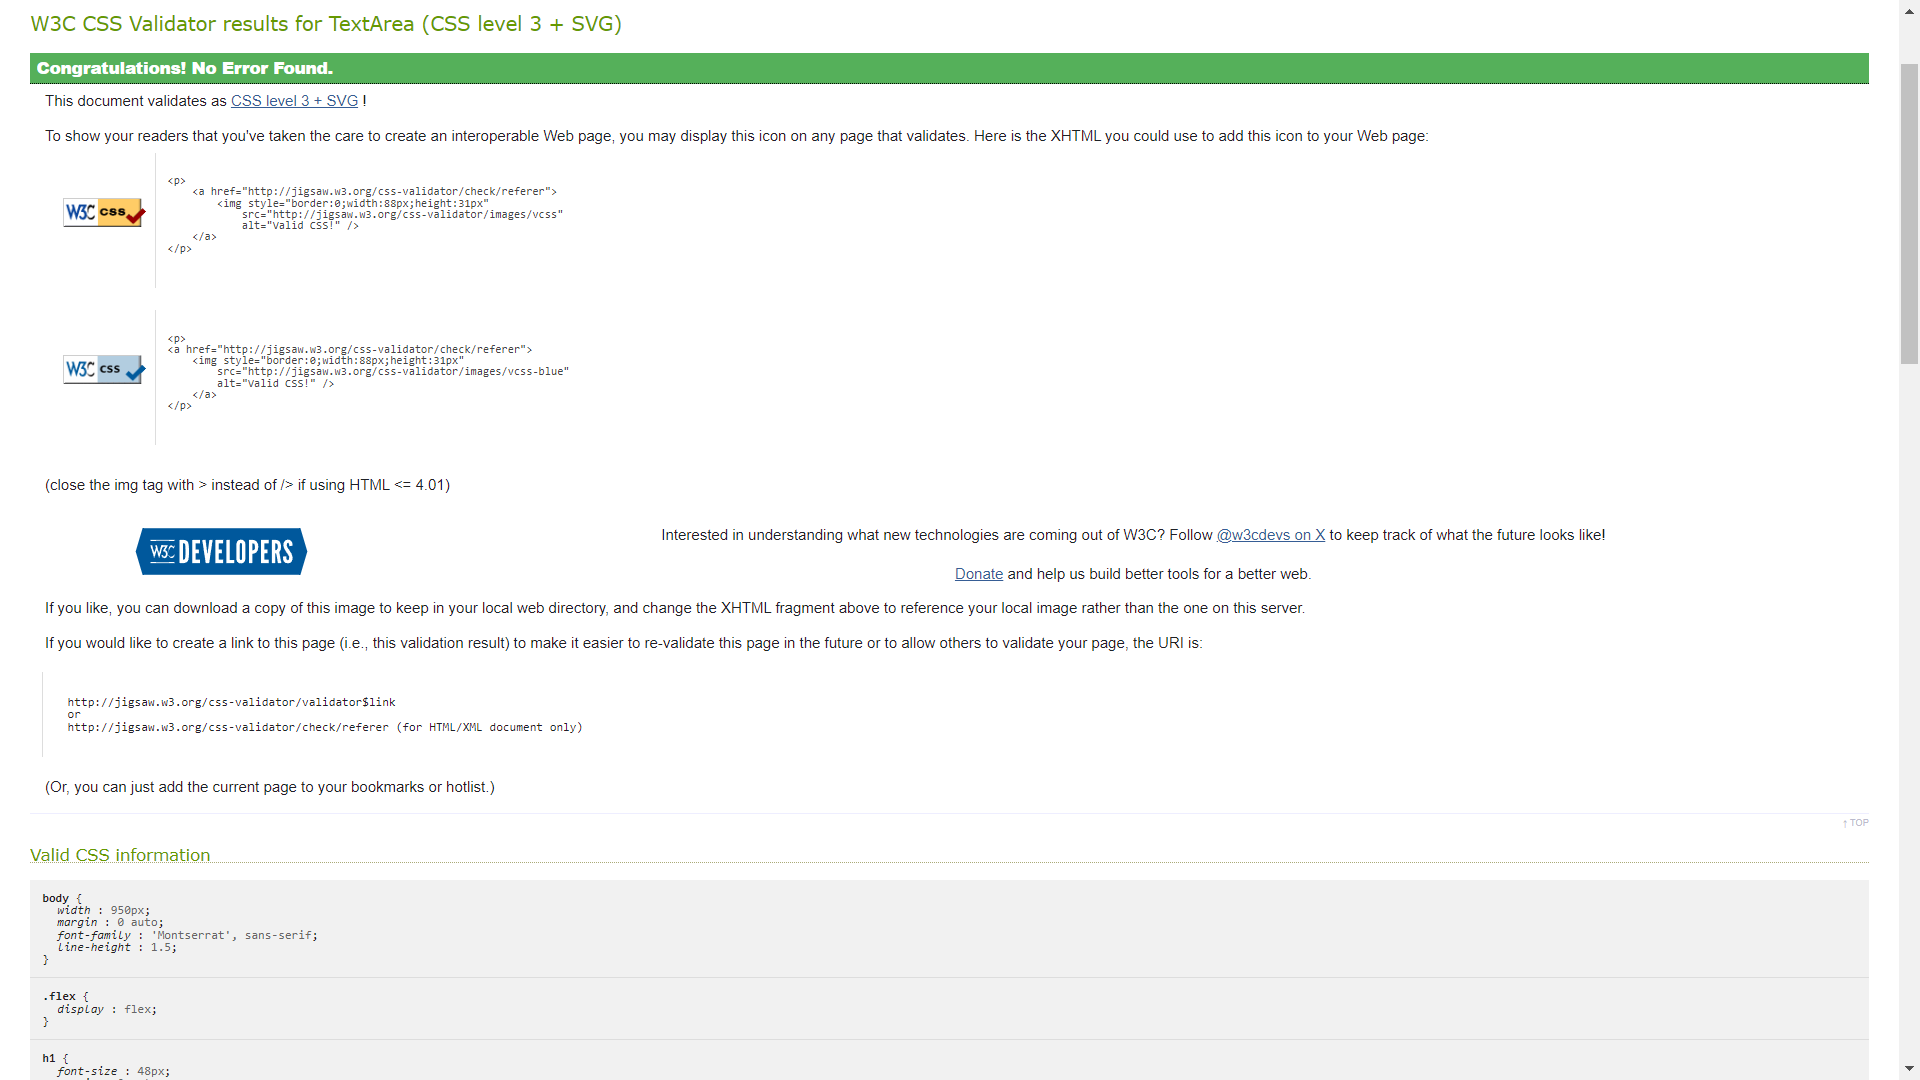 W3C CSS Validator results for TextArea (CSS level 3 + SVG)
Congratulations! No Error Found.
This document validates as CSS level 3 + SVG !
To show your readers that you've taken the care to create an interoperable Web page, you may display this icon on any page that validates. Here is the XHTML you could use to add this icon to your Web page:
W3C css
<p>
<a href="http://jigsaw.w3.org/css-validator/check/referer">
<img style="border:0;width:88px;height:31px"
src="http://jigsaw.w3.org/css-validator/images/vcss"
alt="Valid CSS!" />
</a>
</p>
W3C css
<p>
<a href="http://jigsaw.w3.org/css-validator/check/referer">
<img style="border:0;width:88px;height:31px"
src="http://jigsaw.w3.org/css-validator/images/vcss-blue"
alt="Valid CSS!" />
</a>
</p>
(close the img tag with > instead of /> if using HTML <= 4.01)
W3C DEVELOPERS
Interested in understanding what new technologies are coming out of W3C? Follow @w3cdevs on X to keep track of what the future looks like!
Donate and help us build better tools for a better web.
If you like, you can download a copy of this image to keep in your local web directory, and change the XHTML fragment above to reference your local image rather than the one on this server.
If you would like to create a link to this page (i.e., this validation result) to make it easier to re-validate this page in the future or to allow others to validate your page, the URI is:
http://jigsaw.w3.org/css-validator/validator$link
or
http://jigsaw.w3.org/css-validator/check/referer (for HTML/XML document only)
(Or, you can just add the current page to your bookmarks or hotlist.)
↑ TOP
Valid CSS information
body {
width : 950px;
margin : 0 auto;
font-family : 'Montserrat', sans-serif;
line-height : 1.5;
}
.flex {
display : flex;
}
h1 {
font-size : 48px;